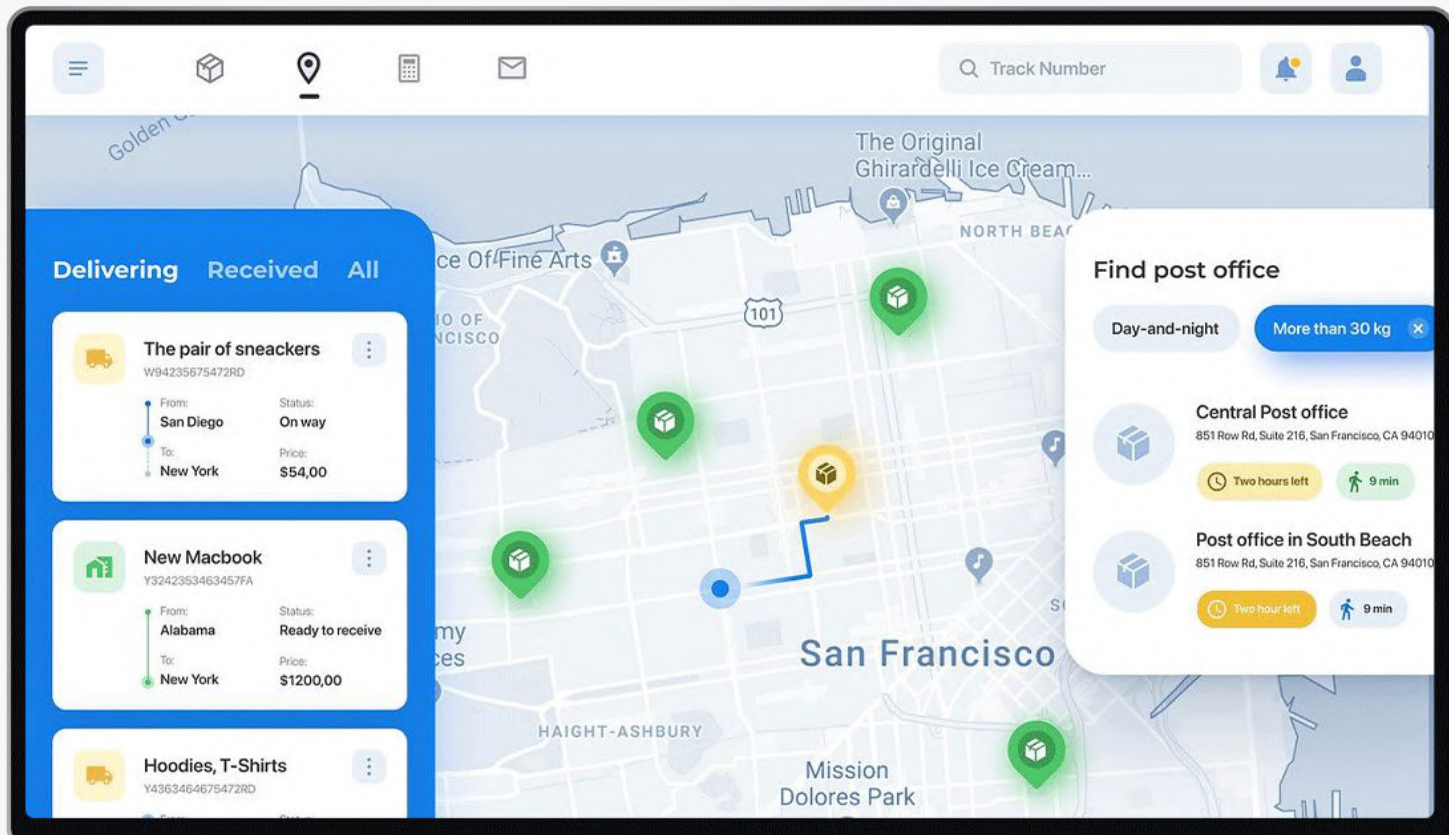 Track Number
Golden
The Original
Ghirardelli Ice Cream...
NORTH BEAC
ce Of Fine Arts
IO OF
NCISCO
101
Delivering Received All
The pair of sneackers
W94235675472RD
From: Status:
San Diego On way
To: Price:
New York $54,00
New Macbook
Y3242353463457FA
From: Status:
Alabama Ready to receive
To: Price:
New York $1200,00
Hoodies, T-Shirts
Y4363464675472RD
From: Status:
my
ces
San Francisco
HAIGHT-ASHBURY
Mission
Dolores Park
Find post office
Day-and-night More than 30 kg
Central Post office
851 Row Rd, Suite 216, San Francisco, CA 94010
Two hours left 9 min
Post office in South Beach
851 Row Rd, Suite 216, San Francisco, CA 94010
Two hour left 9 min